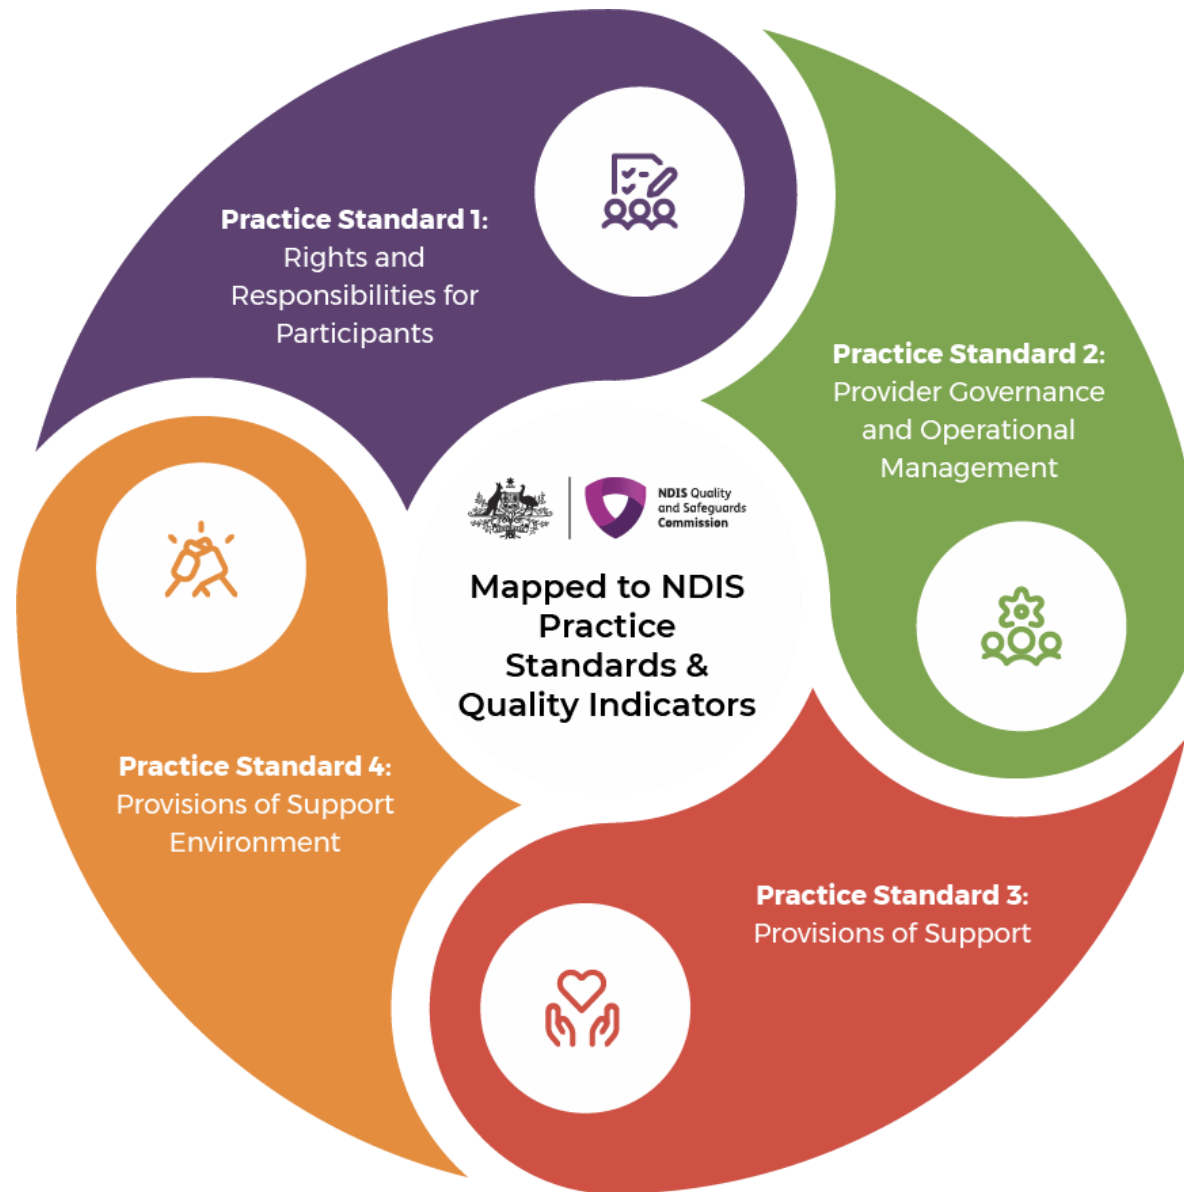 Practice Standard 1:
Rights and
Responsibilities for
Participants
Practice Standard 2:
Provider Governance
and Operational
Management
NDIS Quality
and Safeguards
Commission
Mapped to NDIS
Practice
Standards &
Quality Indicators
Practice Standard 4:
Provisions of Support
Environment
Practice Standard 3:
Provisions of Support